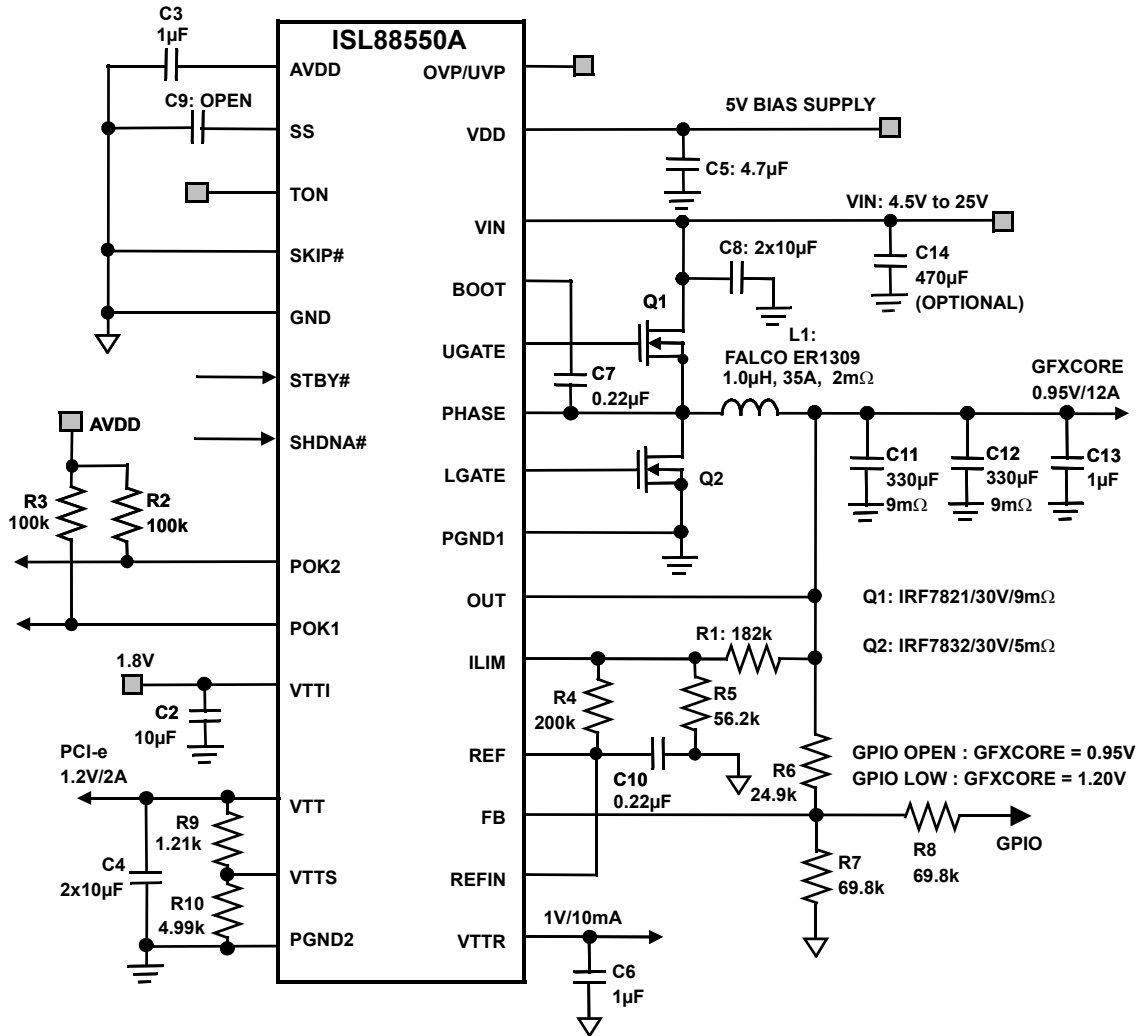 C3
1µF
ISL88550A
AVDD
OVP/UVP
C9: OPEN
SS
5V BIAS SUPPLY
VDD
C5: 4.7µF
TON
VIN
VIN: 4.5V to 25V
SKIP#
C8: 2x10µF
C14
470µF
(OPTIONAL)
BOOT
GND
Q1
L1:
FALCO ER1309
1.0µH, 35A, 2mΩ
UGATE
STBY#
C7
0.22µF
GFXCORE
0.95V/12A
PHASE
AVDD
SHDNA#
C11
330µF
9mΩ
C12
330µF
9mΩ
C13
1µF
LGATE
Q2
R3
100k
R2
100k
PGND1
POK2
OUT
Q1: IRF7821/30V/9mΩ
POK1
R1: 182k
Q2: IRF7832/30V/5mΩ
ILIM
1.8V
VTTI
R4
200k
R5
56.2k
C2
10µF
REF
C10
0.22µF
R6
24.9k
GPIO OPEN : GFXCORE = 0.95V
GPIO LOW : GFXCORE = 1.20V
PCI-e
1.2V/2A
VTT
FB
R9
1.21k
R8
69.8k
GPIO
C4
2x10µF
VTTS
REFIN
R7
69.8k
R10
4.99k
PGND2
VTTR
1V/10mA
C6
1µF